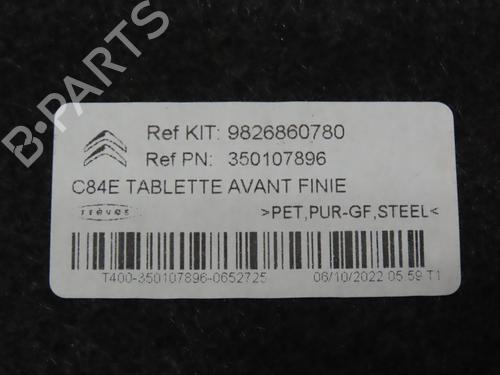 Ref KIT: 9826860780
Ref PN: 350107896
C84E TABLETTE AVANT FINIE
treves
>PET,PUR-GF,STEEL<
T400-350107896-0652725
06/10/2022 05:59 T1
B-PARTS